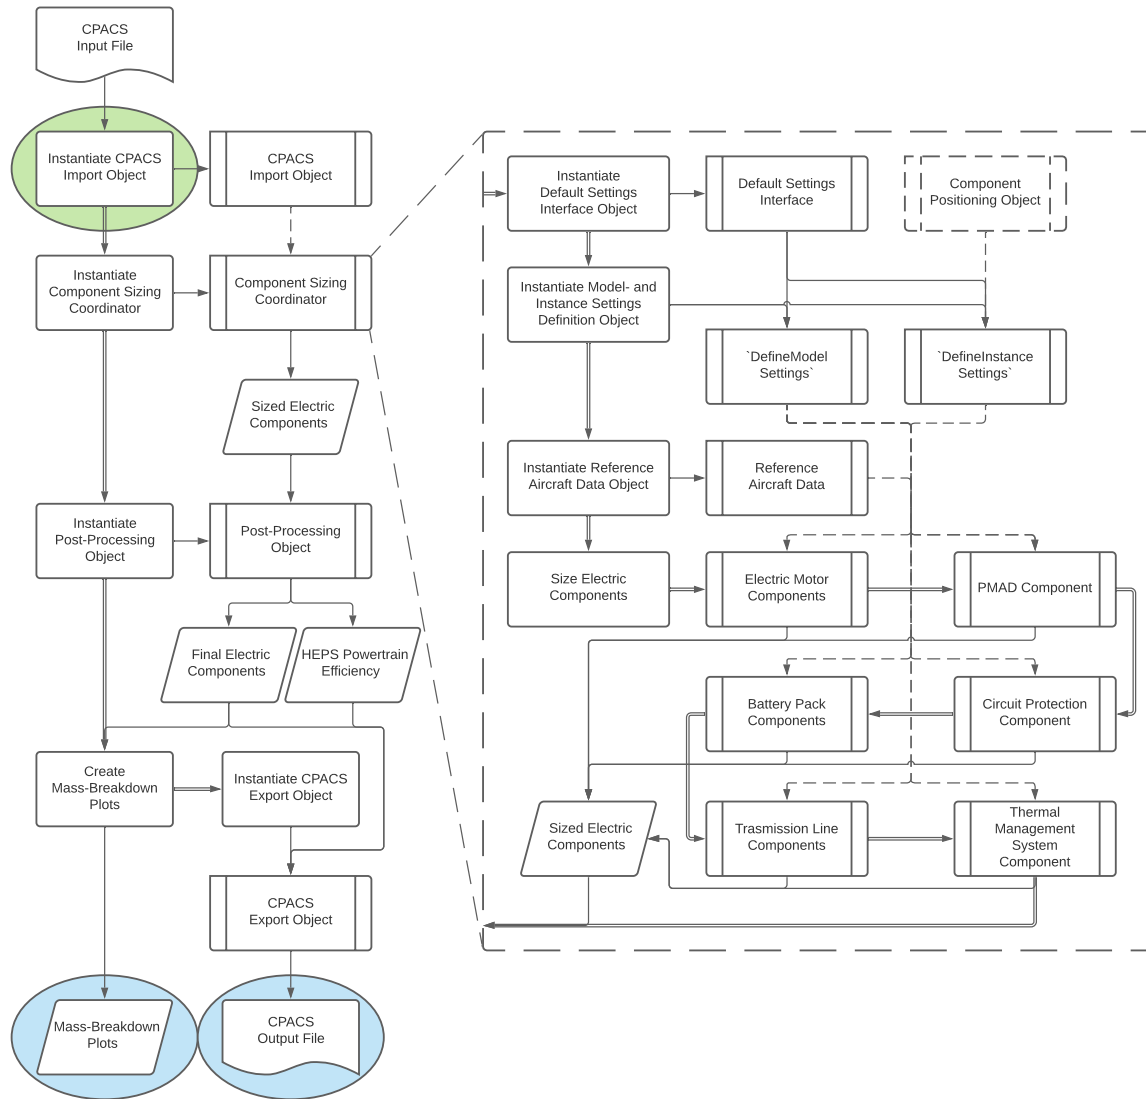 CPACS
Input File
Instantiate CPACS
Import Object
CPACS
Import Object
Instantiate
Component Sizing
Coordinator
Component Sizing
Coordinator
Sized Electric
Components
Instantiate
Post-Processing
Object
Post-Processing
Object
Final Electric
Components
HEPS Powertrain
Efficiency
Create
Mass-Breakdown
Plots
Instantiate CPACS
Export Object
CPACS
Export Object
Mass-Breakdown
Plots
CPACS
Output File
Instantiate
Default Settings
Interface Object
Default Settings
Interface
Component
Positioning Object
Instantiate Model- and
Instance Settings
Definition Object
`DefineModel
Settings`
`DefineInstance
Settings`
Instantiate Reference
Aircraft Data Object
Reference
Aircraft Data
Size Electric
Components
Electric Motor
Components
PMAD Component
Battery Pack
Components
Circuit Protection
Component
Sized Electric
Components
Trasmission Line
Components
Thermal
Management
System
Component